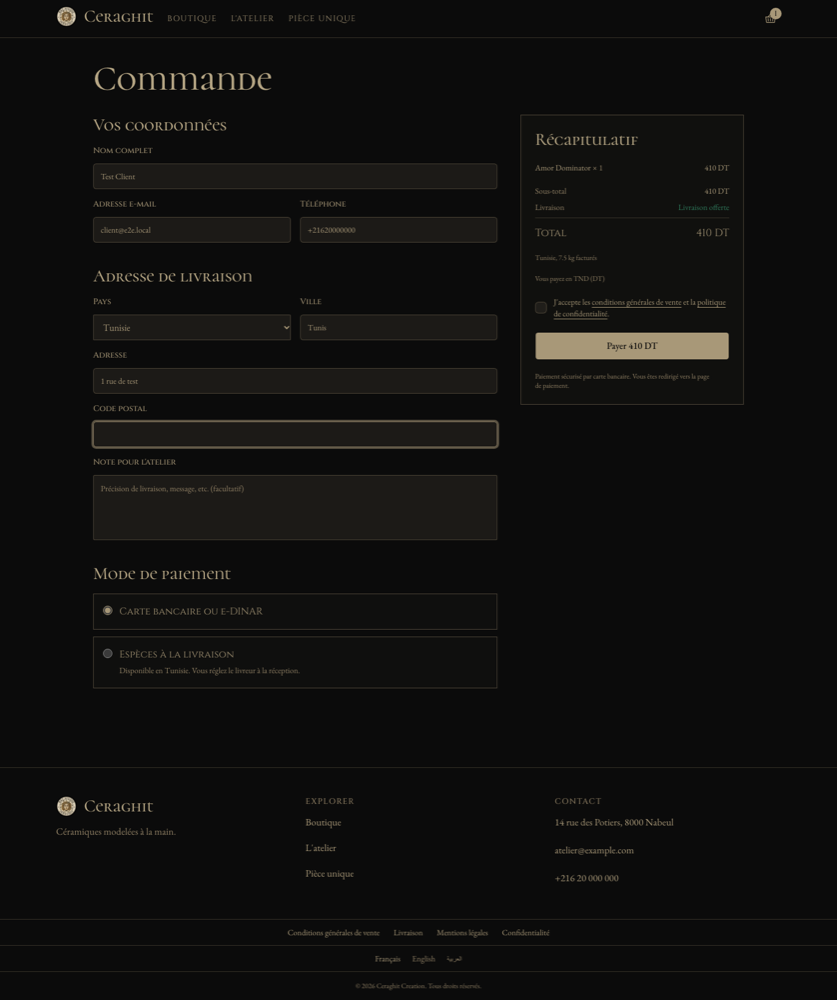 Ceraghit
BOUTIQUE
L'ATELIER
PIÈCE UNIQUE
1
Commande
Vos coordonnées
Nom complet
Test Client
Adresse e-mail
Téléphone
client@e2e.local
+21620000000
Adresse de livraison
Pays
Ville
Tunisie
Tunis
Adresse
1 rue de test
Code postal
Note pour l'atelier
Précision de livraison, message, etc. (facultatif)
Mode de paiement
Carte bancaire ou e-DINAR
Espèces à la livraison
Disponible en Tunisie. Vous réglez le livreur à la réception.
Récapitulatif
Amor Dominator × 1
410 DT
Sous-total
410 DT
Livraison
Livraison offerte
Total
410 DT
Tunisie, 7.5 kg facturés
Vous payez en TND (DT)
J'accepte les conditions générales de vente et la politique
de confidentialité.
Payer 410 DT
Paiement sécurisé par carte bancaire. Vous êtes redirigé vers la page
de paiement.
Ceraghit
Céramiques modelées à la main.
EXPLORER
Boutique
L'atelier
Pièce unique
CONTACT
14 rue des Potiers, 8000 Nabeul
atelier@example.com
+216 20 000 000
Conditions générales de vente
Livraison
Mentions légales
Confidentialité
Français
English
العربية
© 2026 Ceraghit Creation. Tous droits réservés.